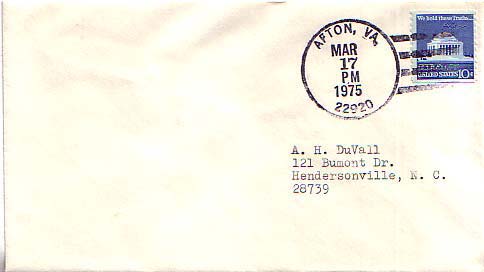 We hold these Truths...
UNITED STATES 10¢
AFTON, VA.
MAR
17
PM
1975
22920
A. H. DuVall
121 Bumont Dr.
Hendersonville, N. C.
28739